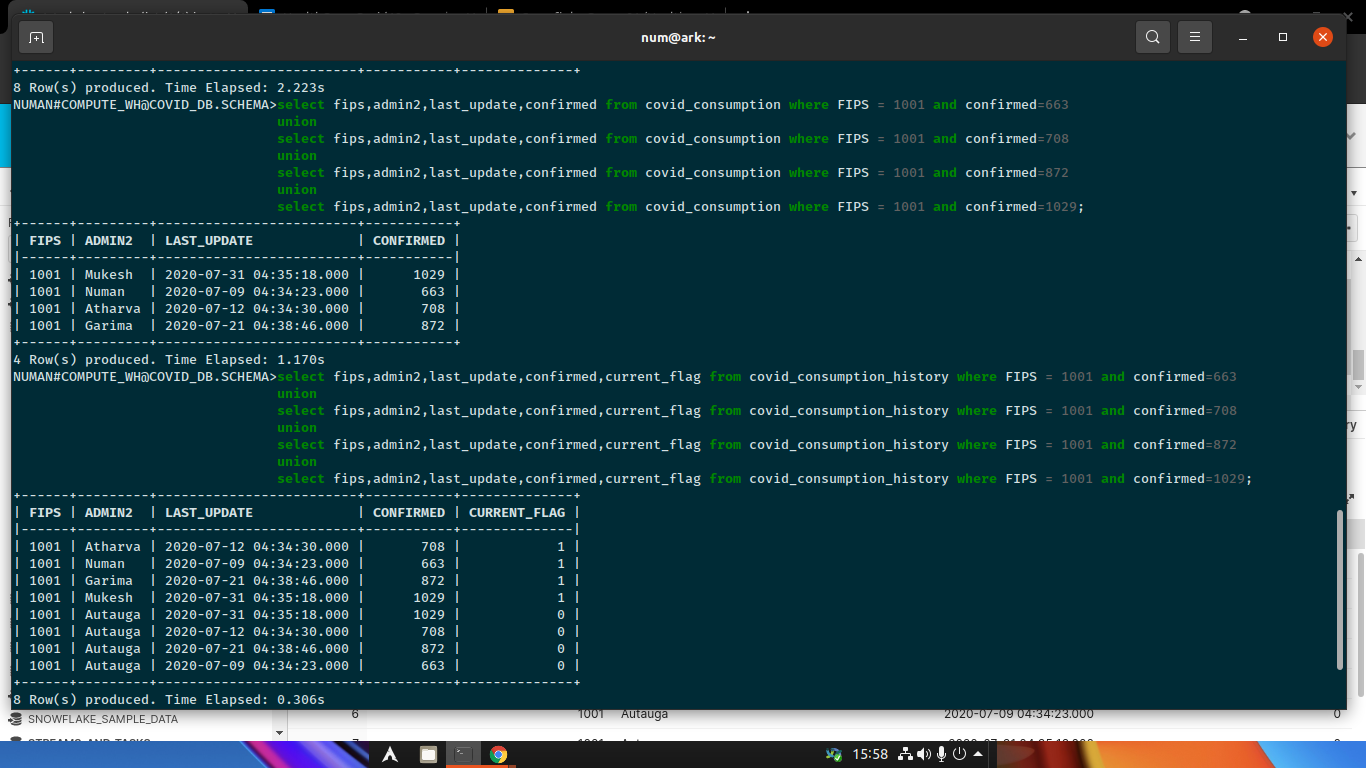 num@ark: ~
+------+---------+-------------------------+-----------+--------------+
8 Row(s) produced. Time Elapsed: 2.223s
NUMAN#COMPUTE_WH@COVID_DB.SCHEMA>select fips,admin2,last_update,confirmed from covid_consumption where FIPS = 1001 and confirmed=663
union
select fips,admin2,last_update,confirmed from covid_consumption where FIPS = 1001 and confirmed=708
union
select fips,admin2,last_update,confirmed from covid_consumption where FIPS = 1001 and confirmed=872
union
select fips,admin2,last_update,confirmed from covid_consumption where FIPS = 1001 and confirmed=1029;
+------+---------+-------------------------+-----------+
| FIPS | ADMIN2  | LAST_UPDATE             | CONFIRMED |
|------+---------+-------------------------+-----------|
| 1001 | Mukesh  | 2020-07-31 04:35:18.000 |      1029 |
| 1001 | Numan   | 2020-07-09 04:34:23.000 |       663 |
| 1001 | Atharva | 2020-07-12 04:34:30.000 |       708 |
| 1001 | Garima  | 2020-07-21 04:38:46.000 |       872 |
+------+---------+-------------------------+-----------+
4 Row(s) produced. Time Elapsed: 1.170s
NUMAN#COMPUTE_WH@COVID_DB.SCHEMA>select fips,admin2,last_update,confirmed,current_flag from covid_consumption_history where FIPS = 1001 and confirmed=663
union
select fips,admin2,last_update,confirmed,current_flag from covid_consumption_history where FIPS = 1001 and confirmed=708
union
select fips,admin2,last_update,confirmed,current_flag from covid_consumption_history where FIPS = 1001 and confirmed=872
union
select fips,admin2,last_update,confirmed,current_flag from covid_consumption_history where FIPS = 1001 and confirmed=1029;
+------+---------+-------------------------+-----------+--------------+
| FIPS | ADMIN2  | LAST_UPDATE             | CONFIRMED | CURRENT_FLAG |
|------+---------+-------------------------+-----------+--------------|
| 1001 | Atharva | 2020-07-12 04:34:30.000 |       708 |            1 |
| 1001 | Numan   | 2020-07-09 04:34:23.000 |       663 |            1 |
| 1001 | Garima  | 2020-07-21 04:38:46.000 |       872 |            1 |
| 1001 | Mukesh  | 2020-07-31 04:35:18.000 |      1029 |            1 |
| 1001 | Autauga | 2020-07-31 04:35:18.000 |      1029 |            0 |
| 1001 | Autauga | 2020-07-12 04:34:30.000 |       708 |            0 |
| 1001 | Autauga | 2020-07-21 04:38:46.000 |       872 |            0 |
| 1001 | Autauga | 2020-07-09 04:34:23.000 |       663 |            0 |
+------+---------+-------------------------+-----------+--------------+
8 Row(s) produced. Time Elapsed: 0.306s
SNOWFLAKE_SAMPLE_DATA 6 1001 Autauga 2020-07-09 04:34:23.000 0
15:58